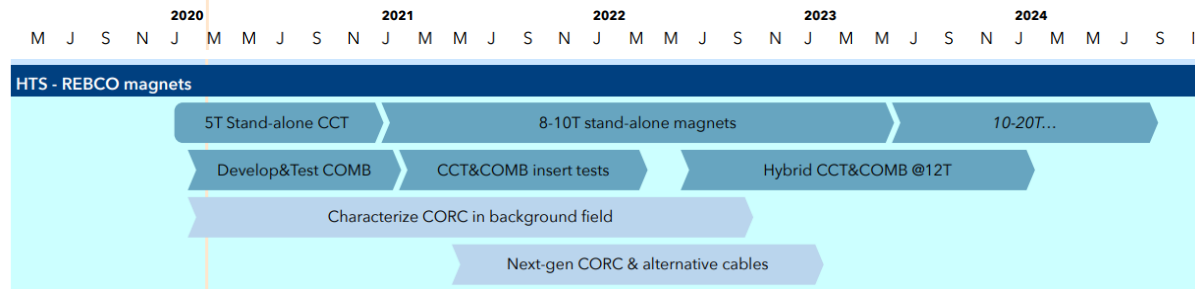 2020 2021 2022 2023 2024
M J S N J M M J S N J M M J S N J M M J S N J M M J S N J M M J S
HTS - REBCO magnets
5T Stand-alone CCT 8-10T stand-alone magnets 10-20T...
Develop&Test COMB CCT&COMB insert tests Hybrid CCT&COMB @12T
Characterize CORC in background field
Next-gen CORC & alternative cables